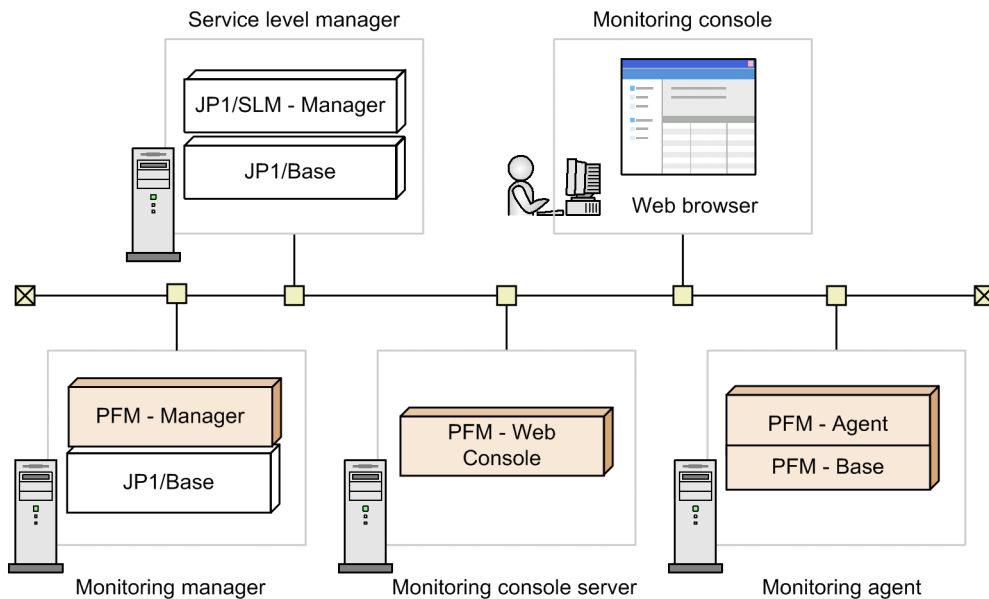 Service level manager
Monitoring console
JP1/SLM - Manager
JP1/Base
Web browser
PFM - Manager
JP1/Base
PFM - Web
Console
PFM - Agent
PFM - Base
Monitoring manager
Monitoring console server
Monitoring agent